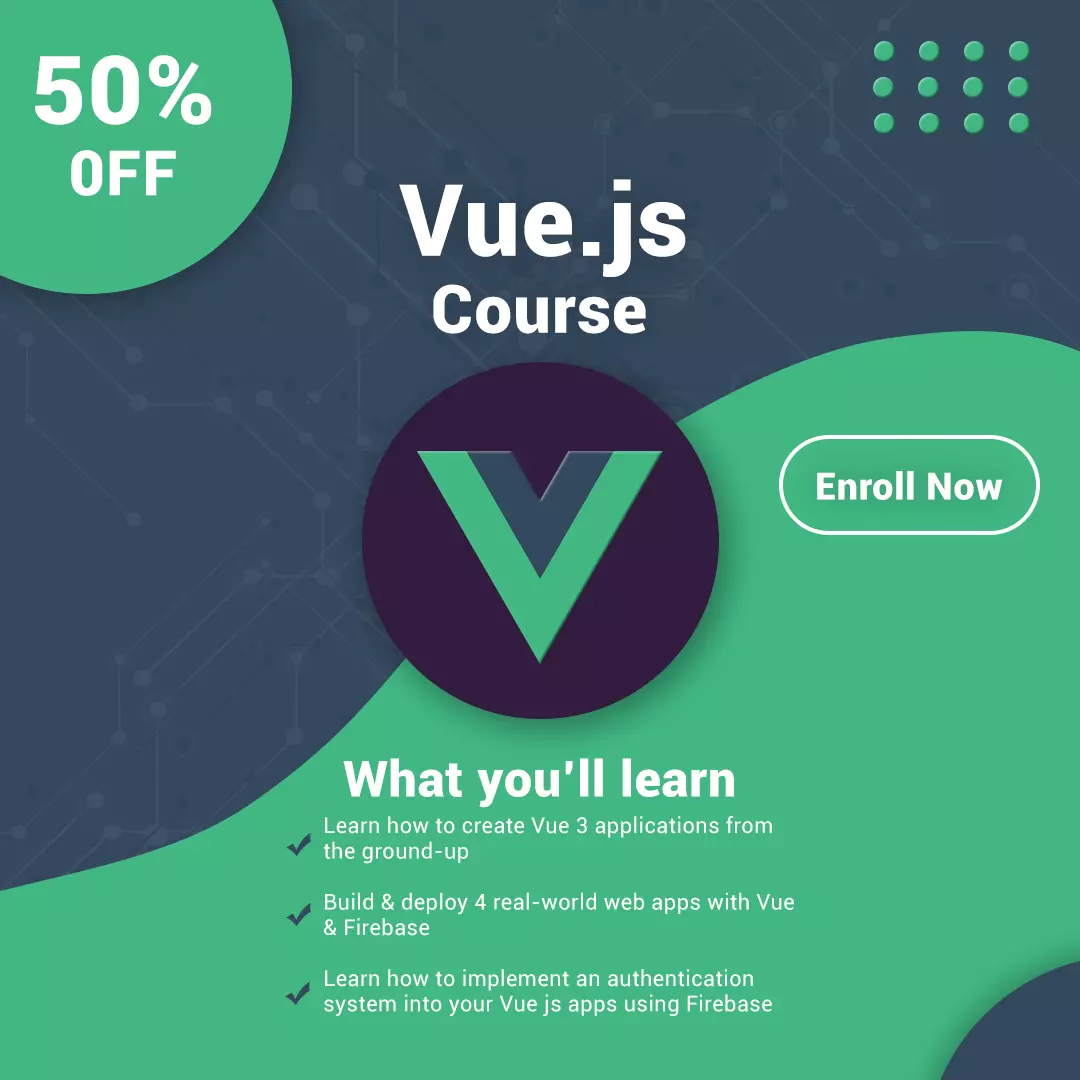 50%
0FF
Vue.js
Course
Enroll Now
What you'll learn
Learn how to create Vue 3 applications from
the ground-up
Build & deploy 4 real-world web apps with Vue
& Firebase
Learn how to implement an authentication
system into your Vue js apps using Firebase